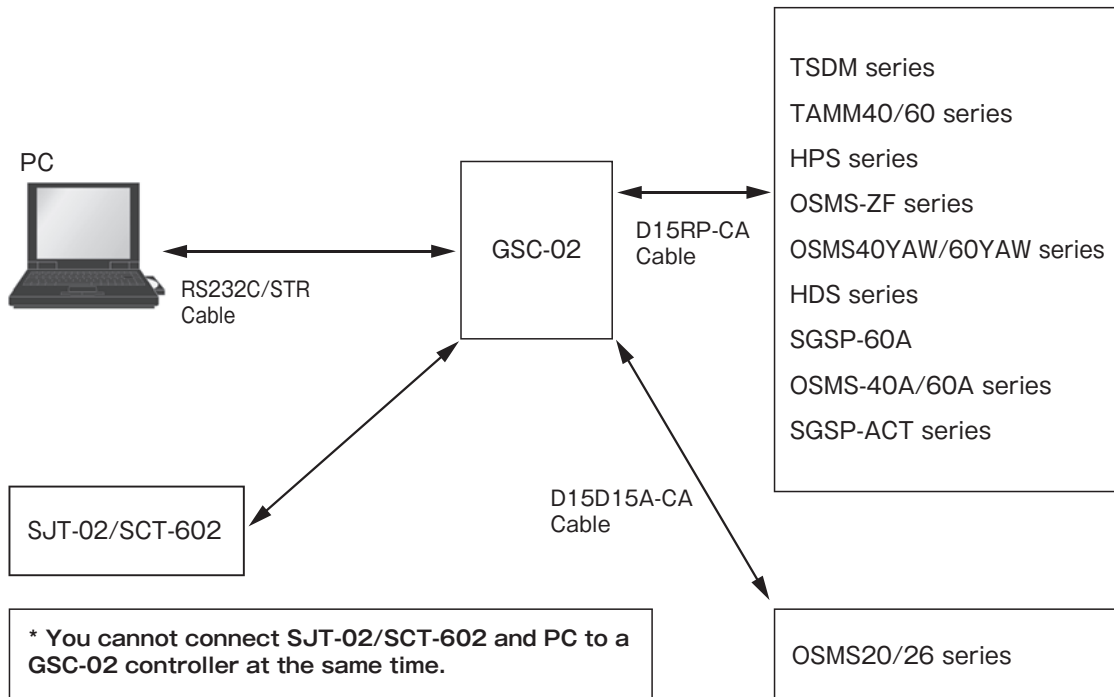 PC
RS232C/STR
Cable
GSC-02
D15RP-CA
Cable
TSDM series
TAMM40/60 series
HPS series
OSMS-ZF series
OSMS40YAW/60YAW series
HDS series
SGSP-60A
OSMS-40A/60A series
SGSP-ACT series
D15D15A-CA
Cable
SJT-02/SCT-602
* You cannot connect SJT-02/SCT-602 and PC to a
GSC-02 controller at the same time.
OSMS20/26 series